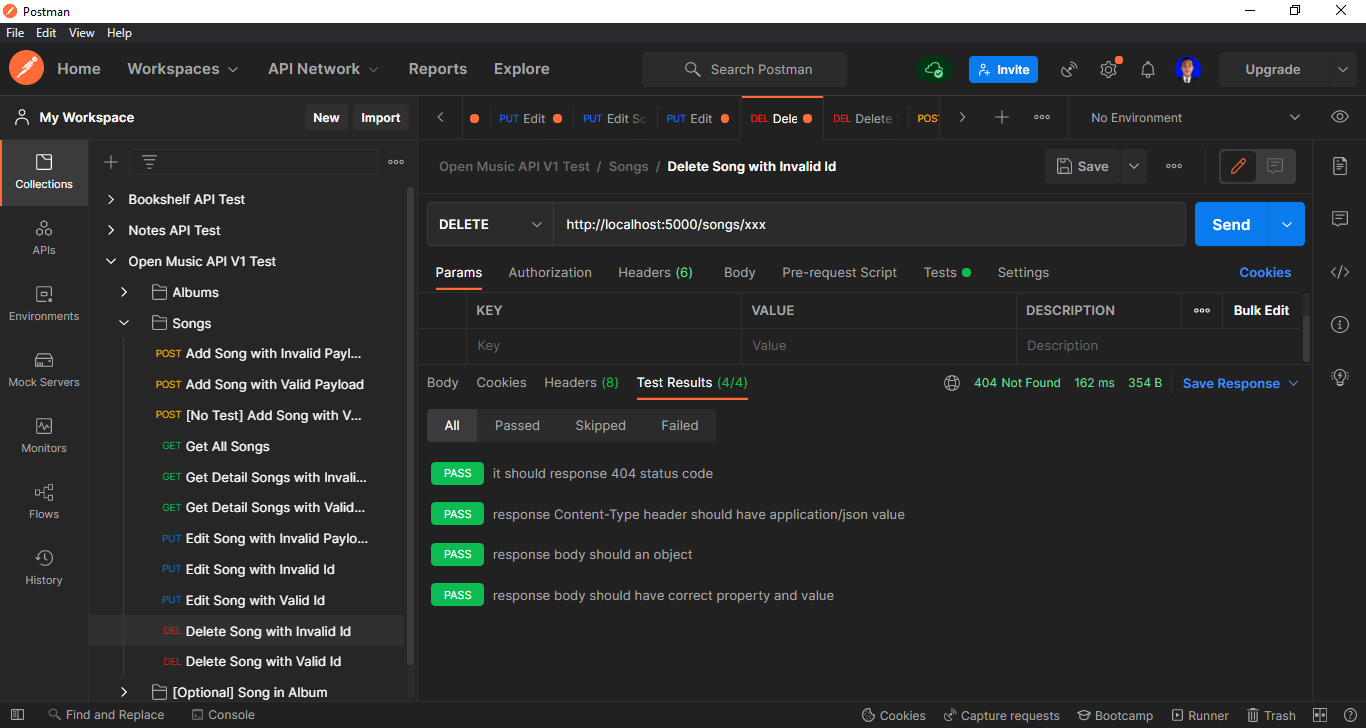 Postman
File Edit View Help
Home Workspaces API Network Reports Explore Search Postman Invite Upgrade
My Workspace New Import
PUT Edit PUT Edit PUT Edit DEL Dele DEL Delete POST No Environment
Collections
APIs
Environments
Mock Servers
Monitors
Flows
History
Bookshelf API Test
Notes API Test
Open Music API V1 Test
Albums
Songs
POST Add Song with Invalid Payl...
POST Add Song with Valid Payload
POST [No Test] Add Song with V...
GET Get All Songs
GET Get Detail Songs with Invali...
GET Get Detail Songs with Valid...
PUT Edit Song with Invalid Paylo...
PUT Edit Song with Invalid Id
PUT Edit Song with Valid Id
DEL Delete Song with Invalid Id
DEL Delete Song with Valid Id
[Optional] Song in Album
Open Music API V1 Test / Songs / Delete Song with Invalid Id Save
DELETE http://localhost:5000/songs/xxx Send
Params Authorization Headers (6) Body Pre-request Script Tests Settings Cookies
KEY VALUE DESCRIPTION Bulk Edit
Key Value Description
Body Cookies Headers (8) Test Results (4/4) 404 Not Found 162 ms 354 B Save Response
All Passed Skipped Failed
PASS it should response 404 status code
PASS response Content-Type header should have application/json value
PASS response body should an object
PASS response body should have correct property and value
Find and Replace Console Cookies Capture requests Bootcamp Runner Trash